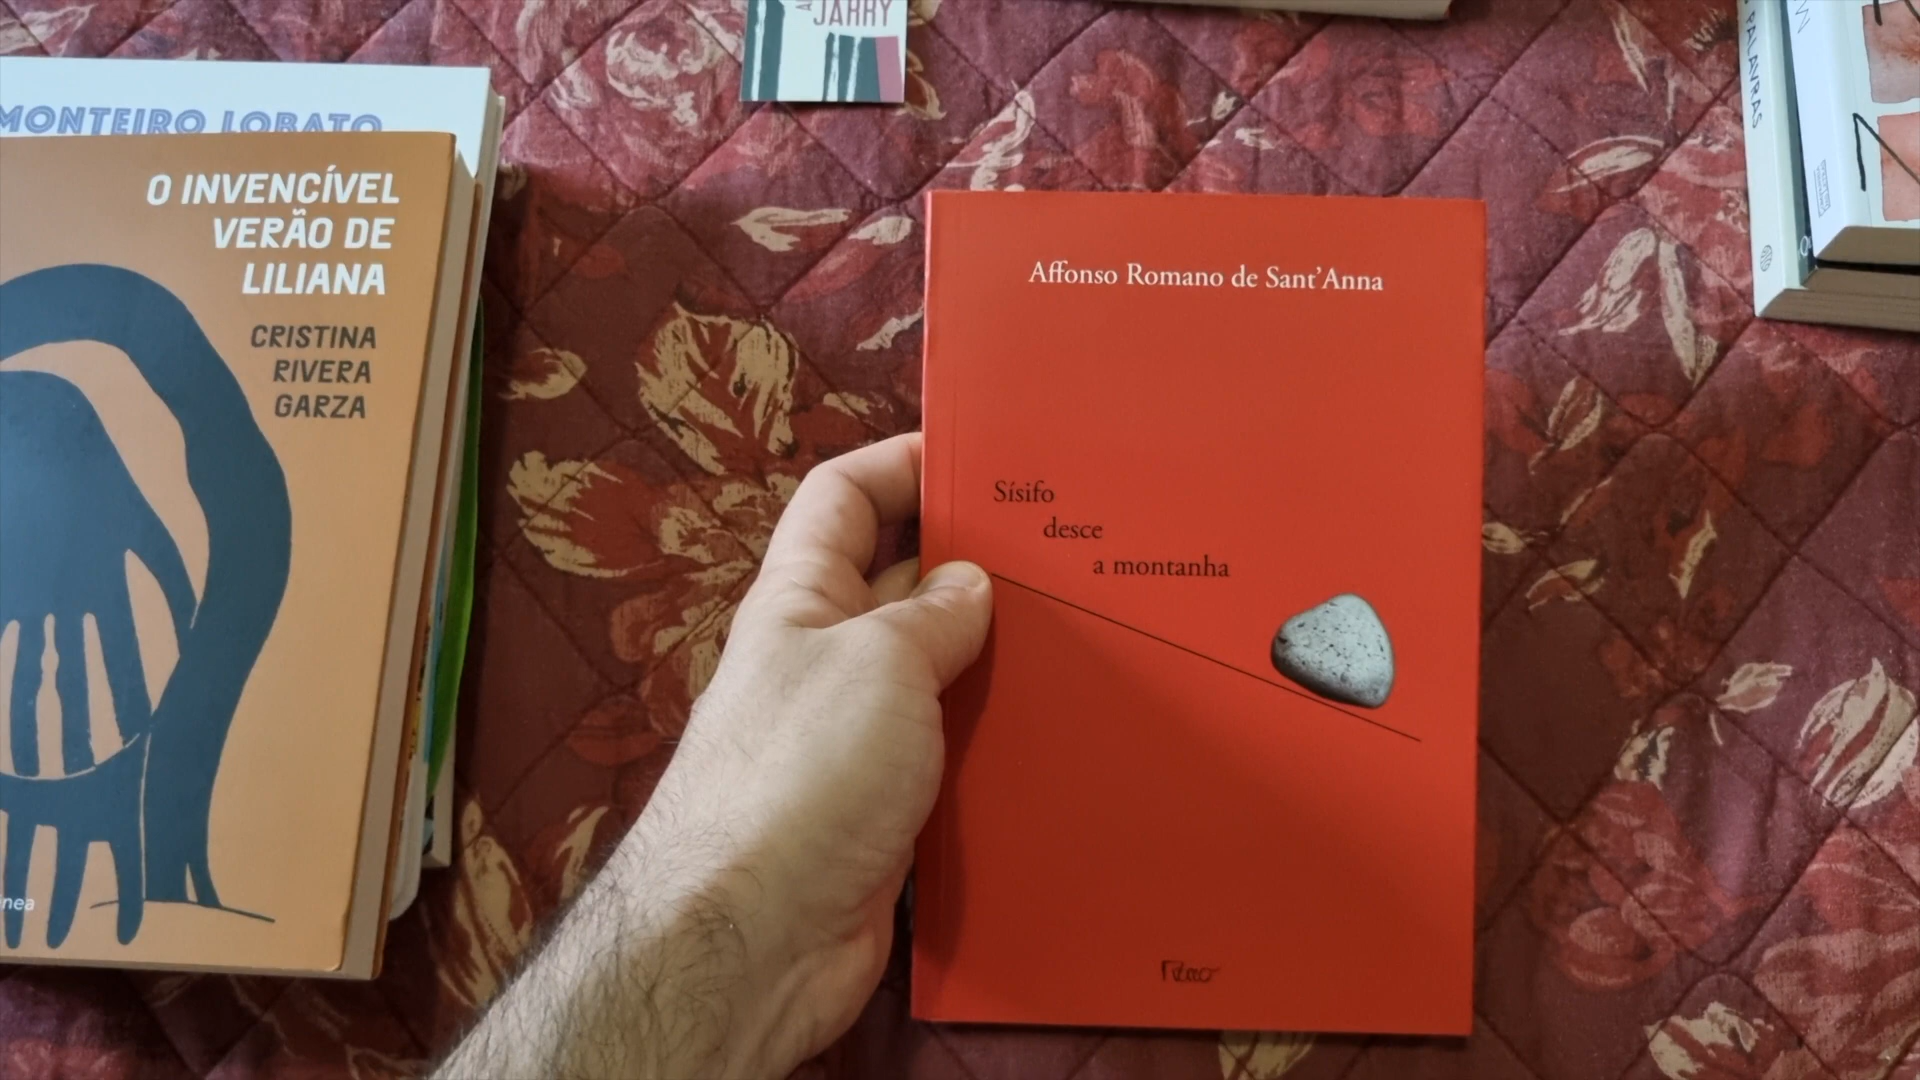 JARRY
MONTEIRO LOBATO
O INVENCÍVEL
VERÃO DE
LILIANA
CRISTINA
RIVERA
GARZA
Affonso Romano de Sant'Anna
Sísifo
desce
a montanha
Rocco
PALAVRAS